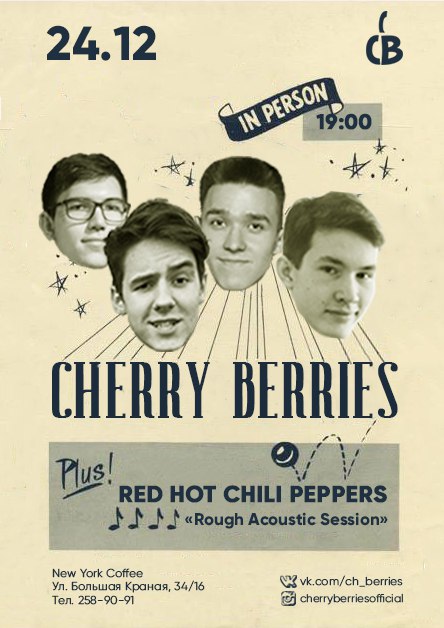 24.12
CB
IN PERSON
19:00
CHERRY BERRIES
Plus!
RED HOT CHILI PEPPERS
«Rough Acoustic Session»
New York Coffee
Ул. Большая Краная, 34/16
Тел. 258-90-91
vk.com/ch_berries
cherryberriesofficial